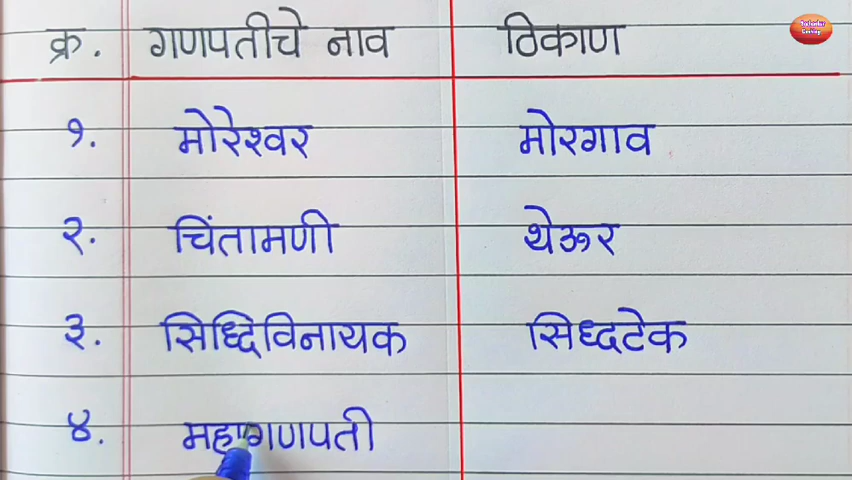 क्र. गणपतीचे नाव ठिकाण
१. मोरेश्वर मोरगाव
२. चिंतामणी थेऊर
३. सिध्दिविनायक सिध्दटेक
४. महागणपती